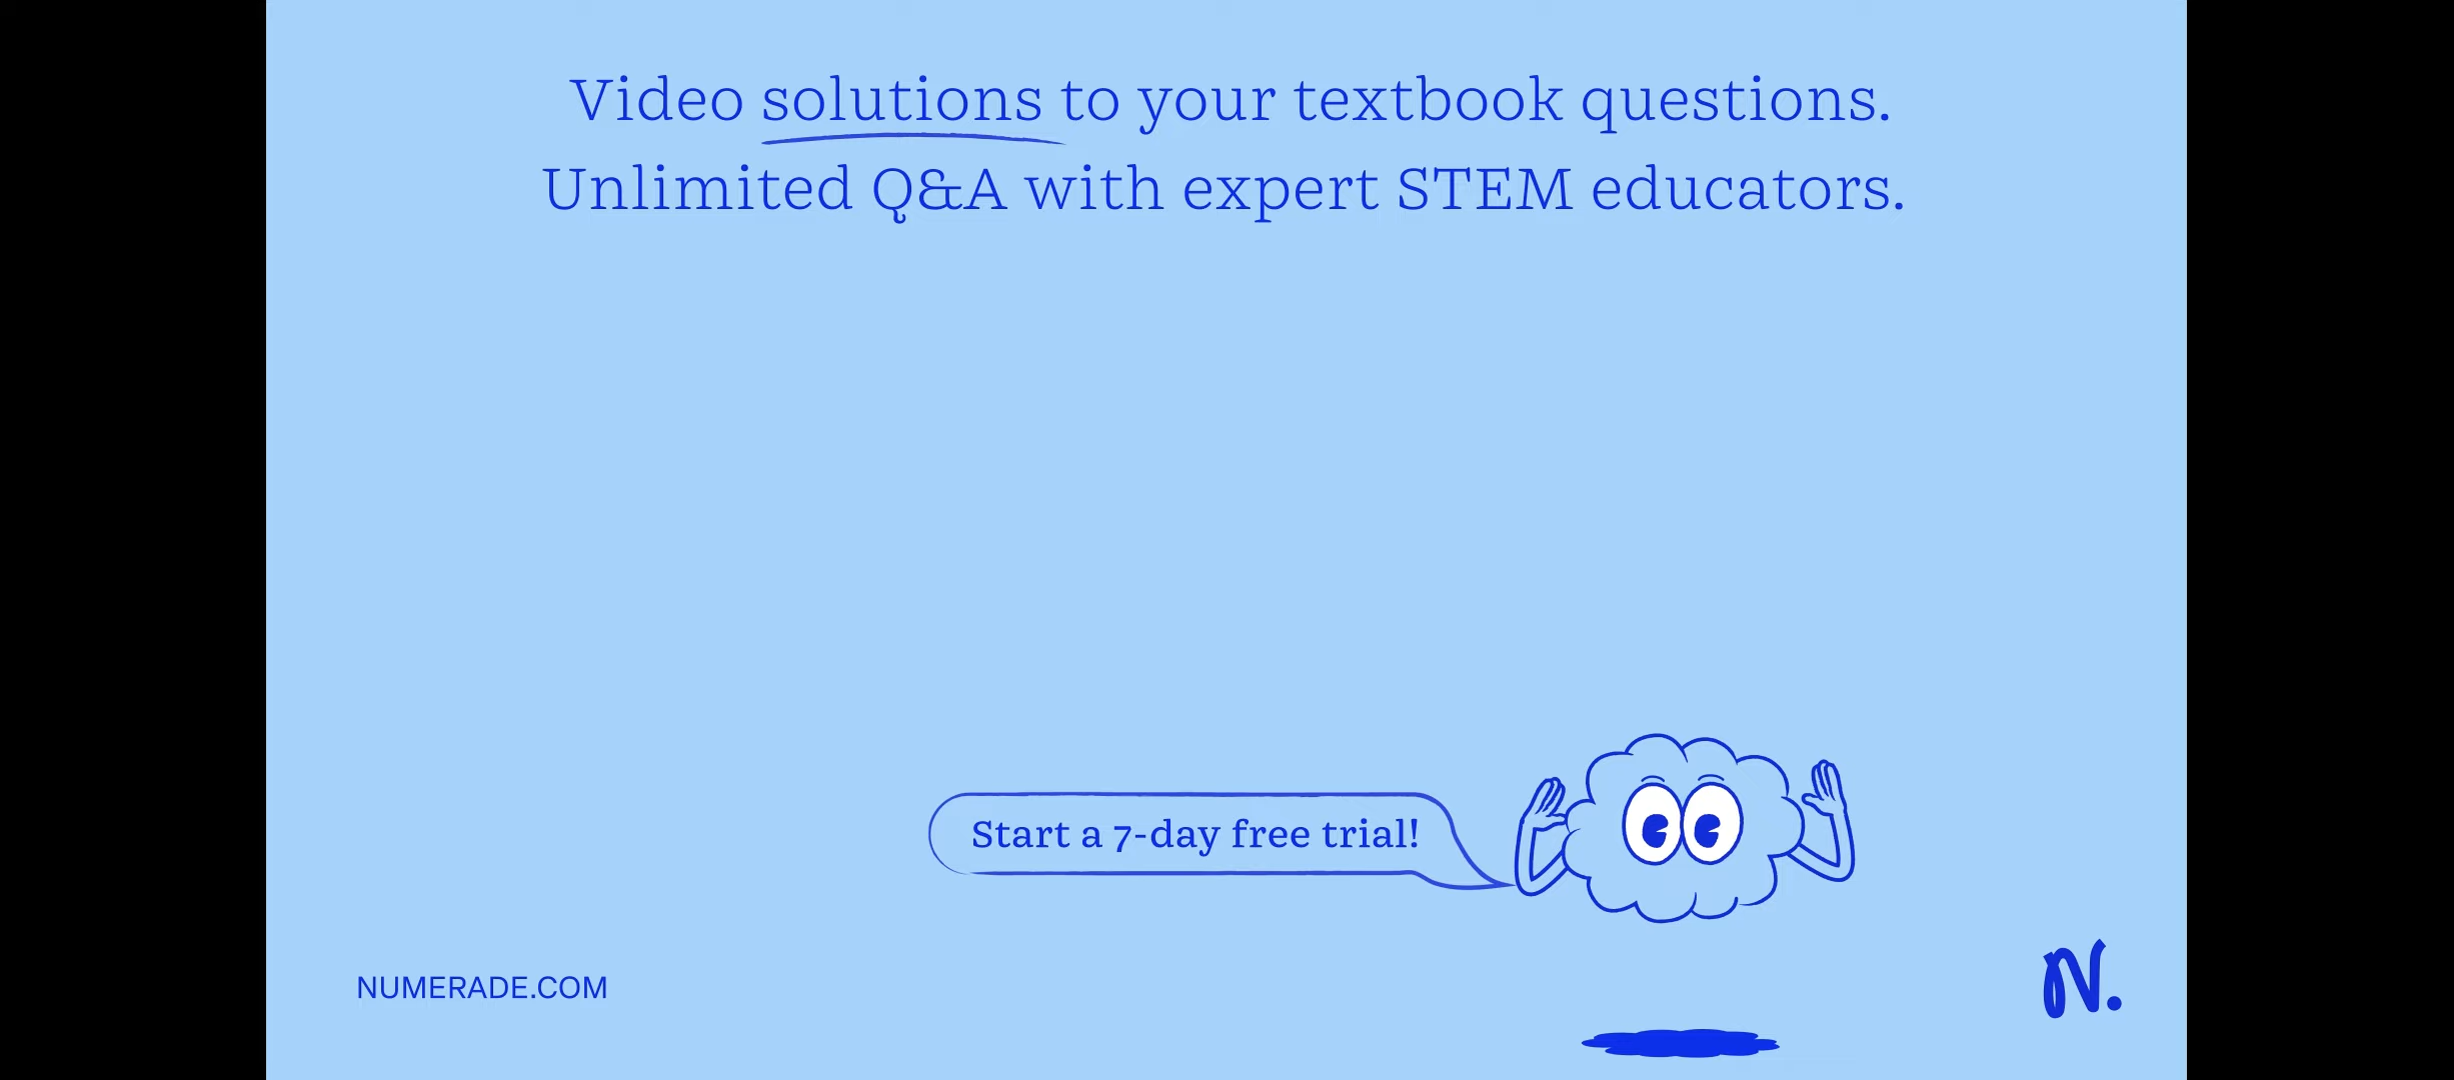 Video solutions to your textbook questions.
Unlimited Q&A with expert STEM educators.
Start a 7-day free trial!
NUMERADE.COM
N.